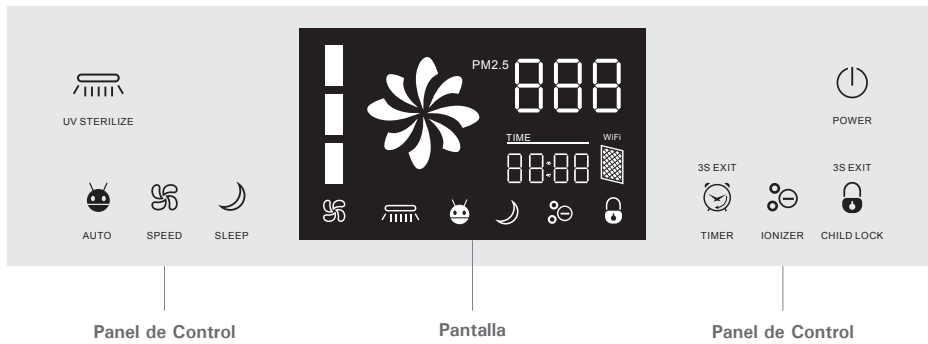 UV STERILIZE
AUTO
SPEED
SLEEP
PM2.5
888
TIME
WiFi
88:88
POWER
3S EXIT
3S EXIT
TIMER
IONIZER
CHILD LOCK
Panel de Control
Pantalla
Panel de Control